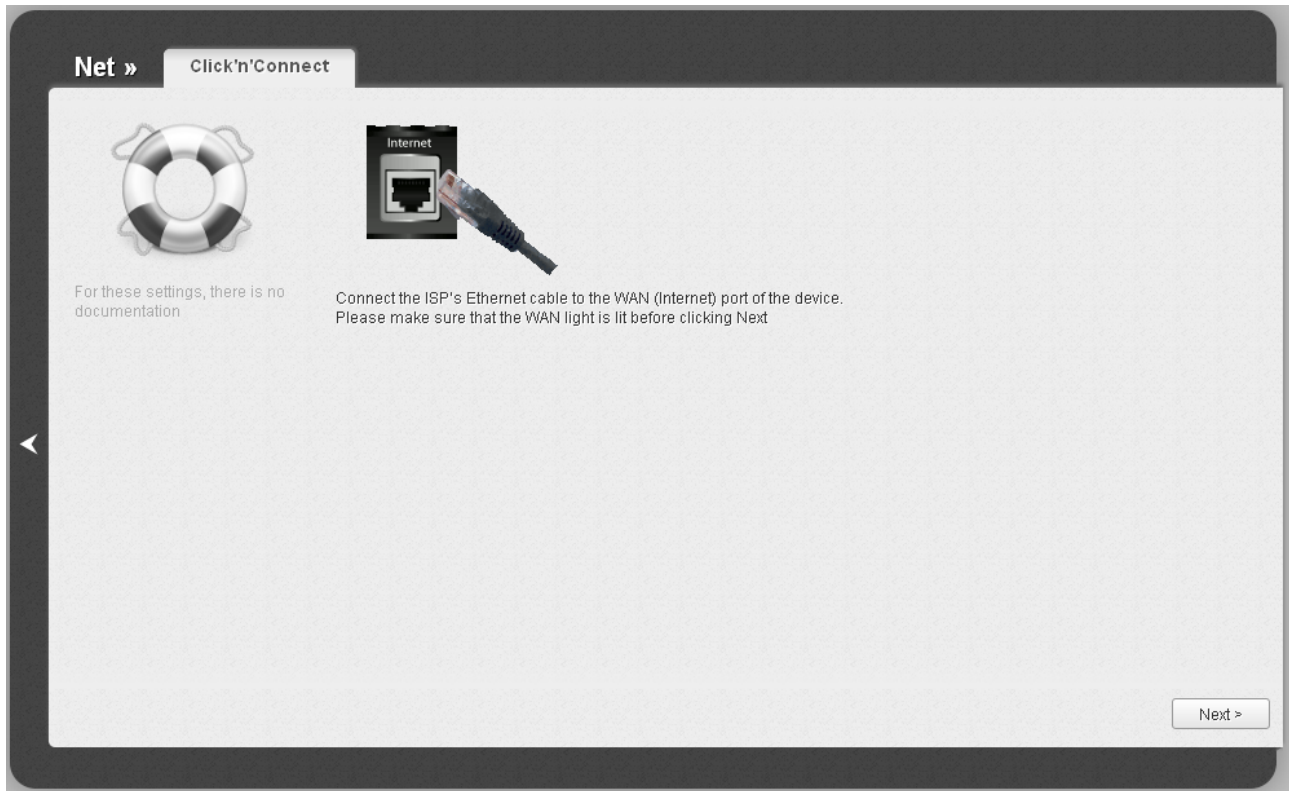 Net »
Click'n'Connect
Internet
For these settings, there is no
documentation
Connect the ISP's Ethernet cable to the WAN (Internet) port of the device.
Please make sure that the WAN light is lit before clicking Next
Next >